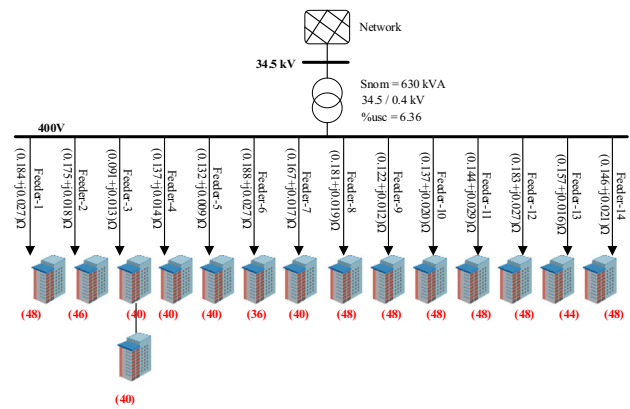 Network
34.5 kV
Snom = 630 kVA
34.5 / 0.4 kV
%usc = 6.36
400V
Feeder-1
(0.184+j0.027)Ω
Feeder-2
(0.175+j0.018)Ω
Feeder-3
(0.091+j0.013)Ω
Feeder-4
(0.137+j0.014)Ω
Feeder-5
(0.132+j0.009)Ω
Feeder-6
(0.188+j0.027)Ω
Feeder-7
(0.167+j0.017)Ω
Feeder-8
(0.181+j0.019)Ω
Feeder-9
(0.122+j0.012)Ω
Feeder-10
(0.137+j0.020)Ω
Feeder-11
(0.144+j0.029)Ω
Feeder-12
(0.183+j0.027)Ω
Feeder-13
(0.157+j0.016)Ω
Feeder-14
(0.146+j0.021)Ω
(48) (46) (40) (40) (40) (36) (40) (48) (48) (48) (48) (48) (44) (48)
(40)